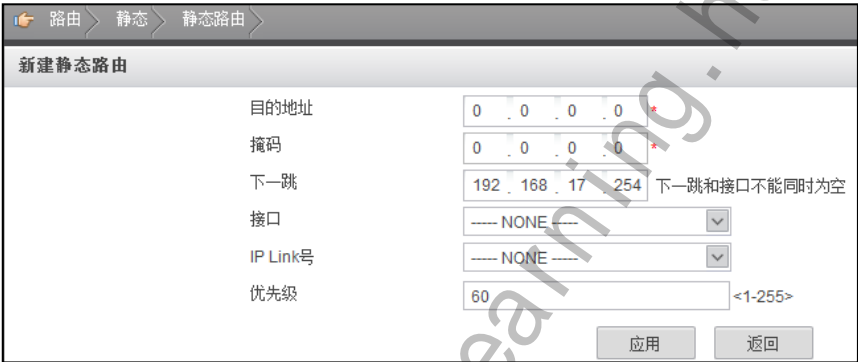 路由 静态 静态路由
新建静态路由
目的地址 0 . 0 . 0 . 0 *
掩码 0 . 0 . 0 . 0 *
下一跳 192 . 168 . 17 . 254 下一跳和接口不能同时为空
接口 ----- NONE -----
IP Link号 ----- NONE -----
优先级 60 <1-255>
应用 返回
earning.h